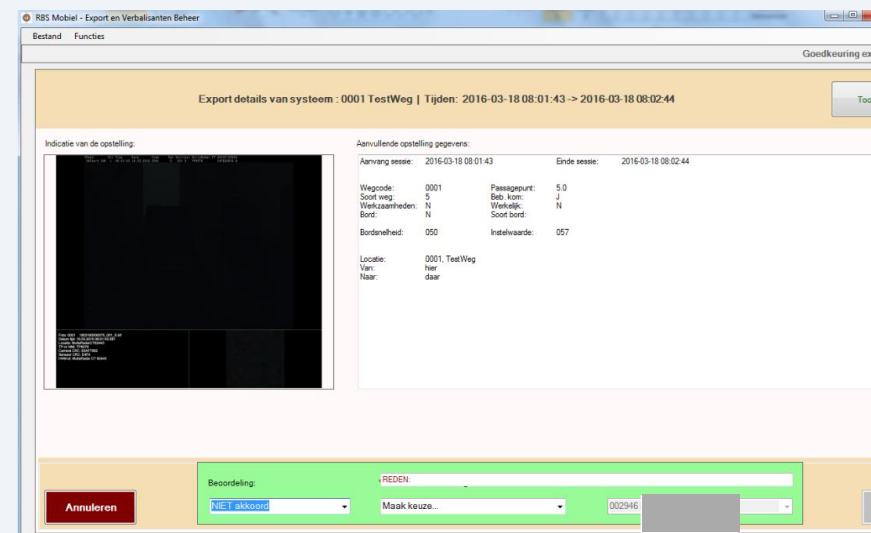 RBS Mobiel - Export en Verbalisanten Beheer
Bestand Functies
Goedkeuring ex
Export details van systeem : 0001 TestWeg | Tijden: 2016-03-18 08:01:43 -> 2016-03-18 08:02:44
Too
Indicatie van de opstelling:
Aanvullende opstelling gegevens:
Aanvang sessie: 2016-03-18 08:01:43 Einde sessie: 2016-03-18 08:02:44
Wegcode: 0001 Passagepunt: 5.0
Soort weg: 5 Beb. kom: J
Werkzaamheden: N Werkelijk: N
Bord: N Soort bord:
Bordsnelheid: 050 Instelwaarde: 057
Locatie: 0001, TestWeg
Van: hier
Naar: daar
Beoordeling:
REDEN:
Annuleren
NIET akkoord
Maak keuze...
002946